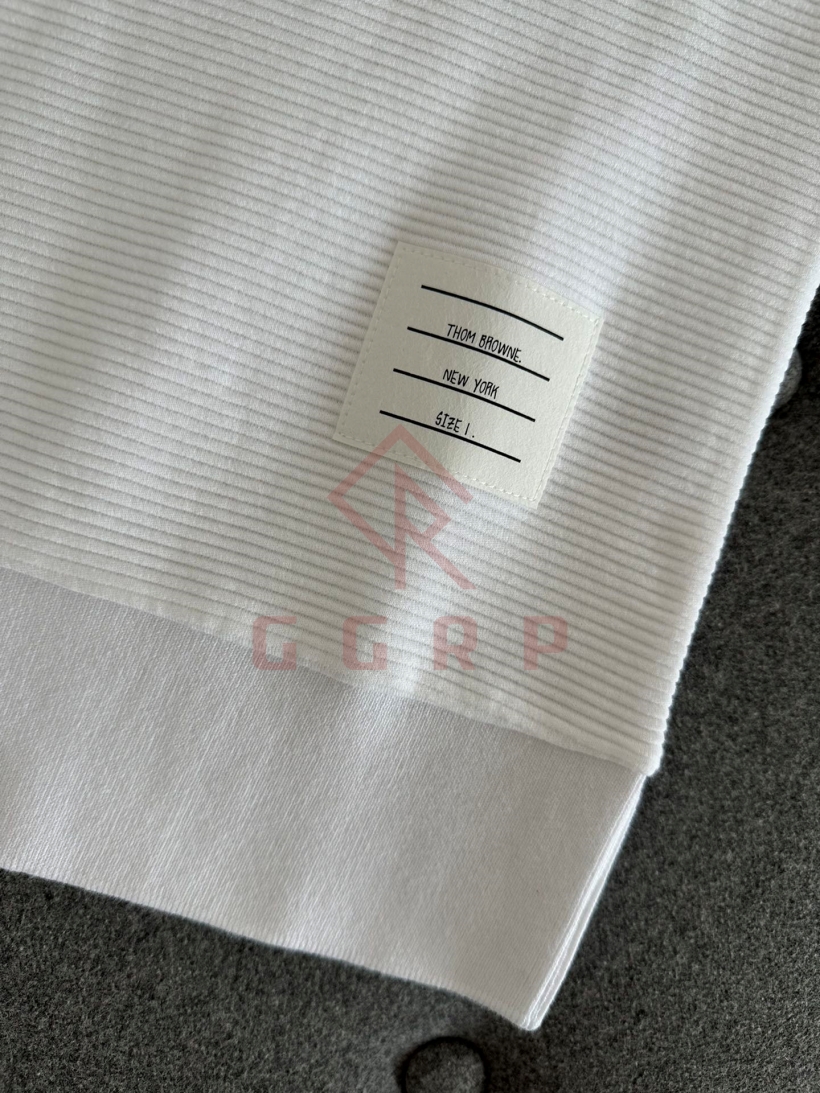 THOM BROWNE.
NEW YORK
SIZE 1.
GGRP